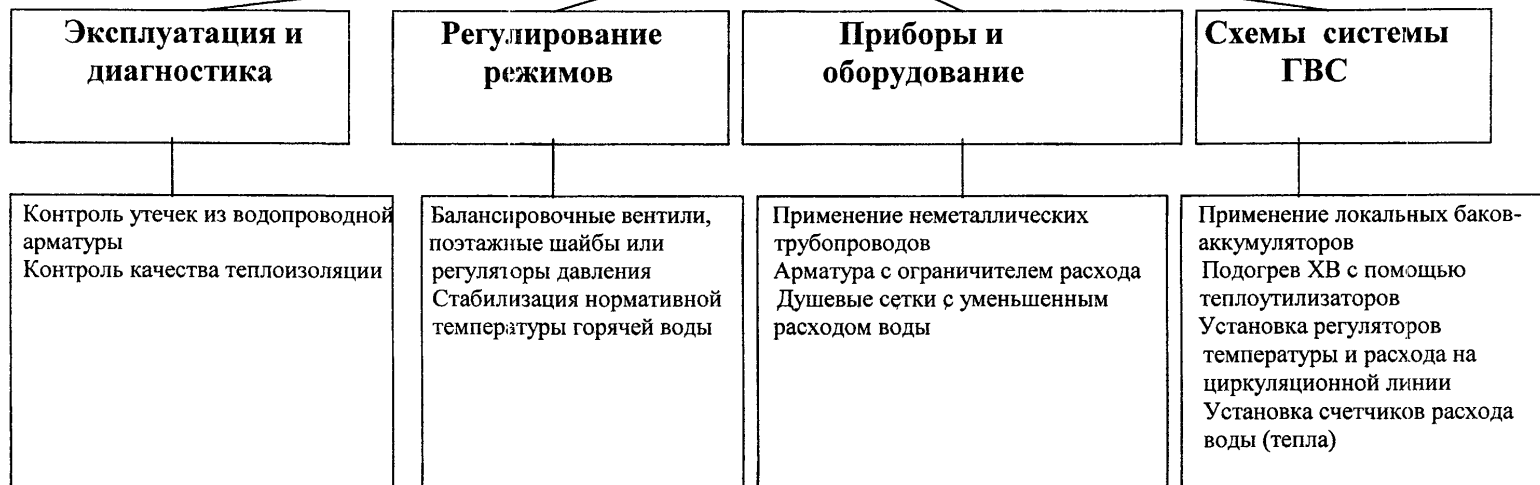 Эксплуатация и
диагностика
Регулирование
режимов
Приборы и
оборудование
Схемы системы
ГВС
Контроль утечек из водопроводной
арматуры
Контроль качества теплоизоляции
Балансировочные вентили,
поэтажные шайбы или
регуляторы давления
Стабилизация нормативной
температуры горячей воды
Применение неметаллических
трубопроводов
Арматура с ограничителем расхода
Душевые сетки с уменьшенным
расходом воды
Применение локальных баков-
аккумуляторов
Подогрев ХВ с помощью
теплоутилизаторов
Установка регуляторов
температуры и расхода на
циркуляционной линии
Установка счетчиков расхода
воды (тепла)